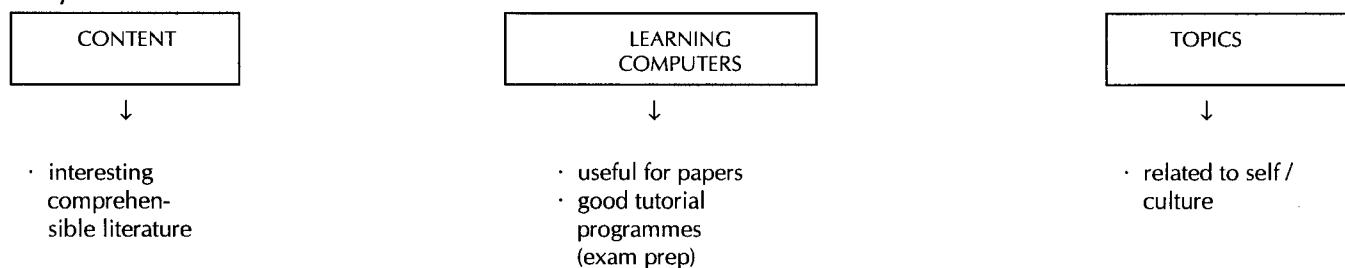 CONTENT
↓
· interesting
comprehen-
sible literature
LEARNING
COMPUTERS
↓
· useful for papers
· good tutorial
programmes
(exam prep)
TOPICS
↓
· related to self /
culture